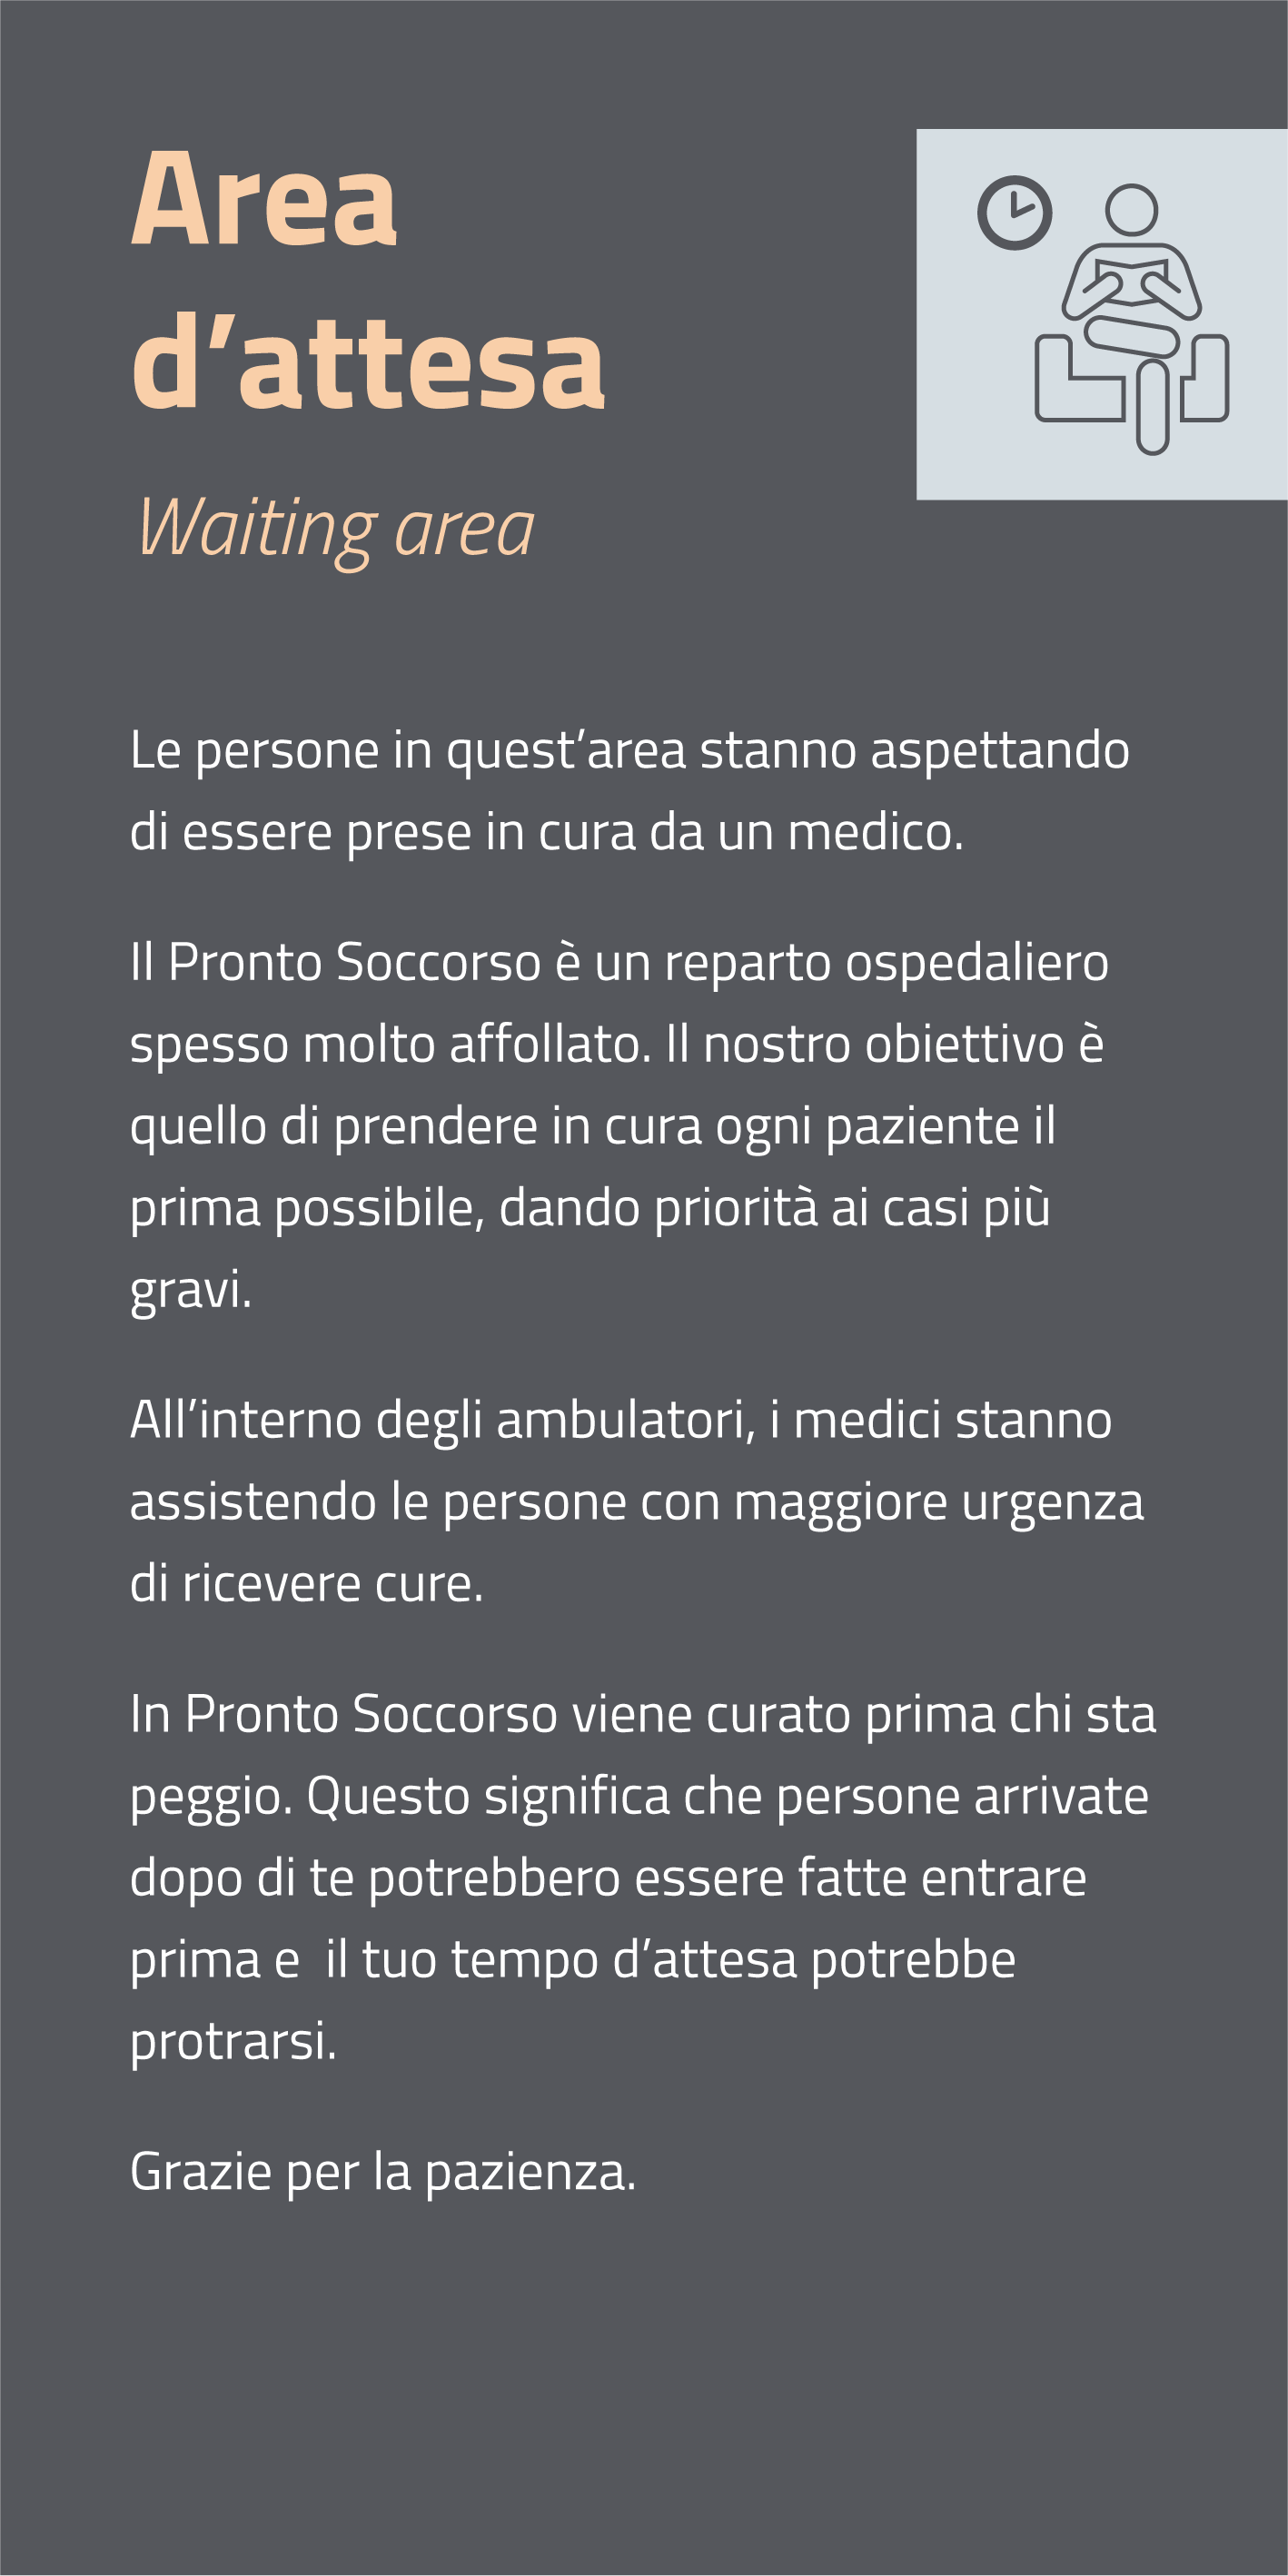 Area
d’attesa
Waiting area
Le persone in quest’area stanno aspettando
di essere prese in cura da un medico.
Il Pronto Soccorso è un reparto ospedaliero
spesso molto affollato. Il nostro obiettivo è
quello di prendere in cura ogni paziente il
prima possibile, dando priorità ai casi più
gravi.
All’interno degli ambulatori, i medici stanno
assistendo le persone con maggiore urgenza
di ricevere cure.
In Pronto Soccorso viene curato prima chi sta
peggio. Questo significa che persone arrivate
dopo di te potrebbero essere fatte entrare
prima e  il tuo tempo d’attesa potrebbe
protrarsi.
Grazie per la pazienza.